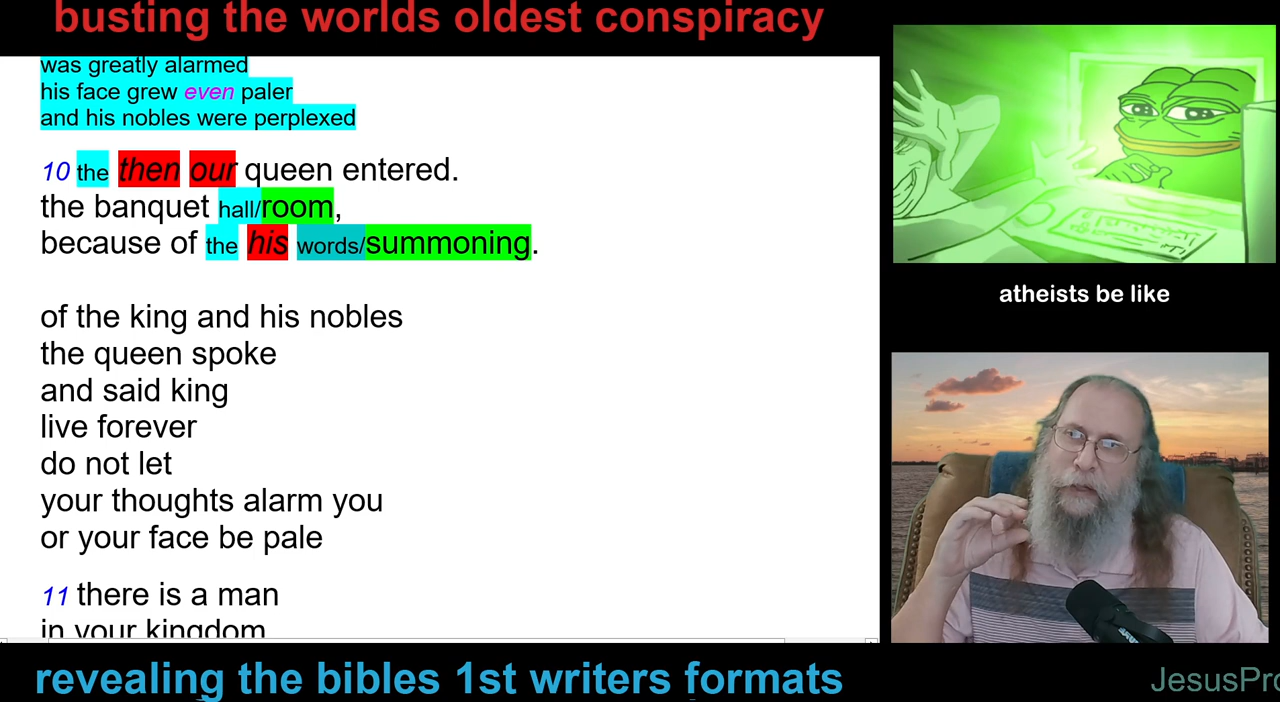 busting the worlds oldest conspiracy
was greatly alarmed
his face grew even paler
and his nobles were perplexed
10 the then our queen entered.
the banquet hall/room,
because of the his words/summoning.
of the king and his nobles
the queen spoke
and said king
live forever
do not let
your thoughts alarm you
or your face be pale
11 there is a man
in your kingdom
atheists be like
revealing the bibles 1st writers formats
JesusPro